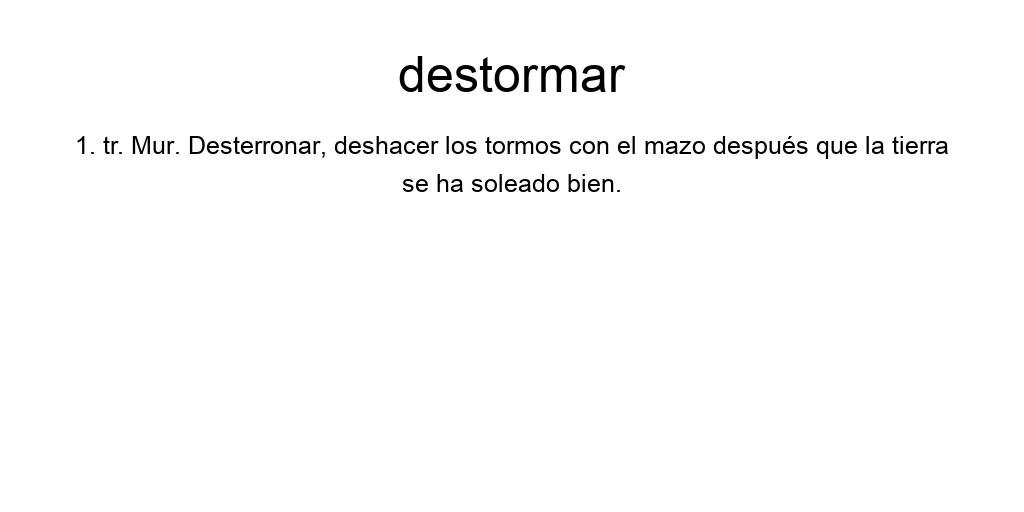 destormar
1. tr. Mur. Desterronar, deshacer los tormos con el mazo después que la tierra
se ha soleado bien.